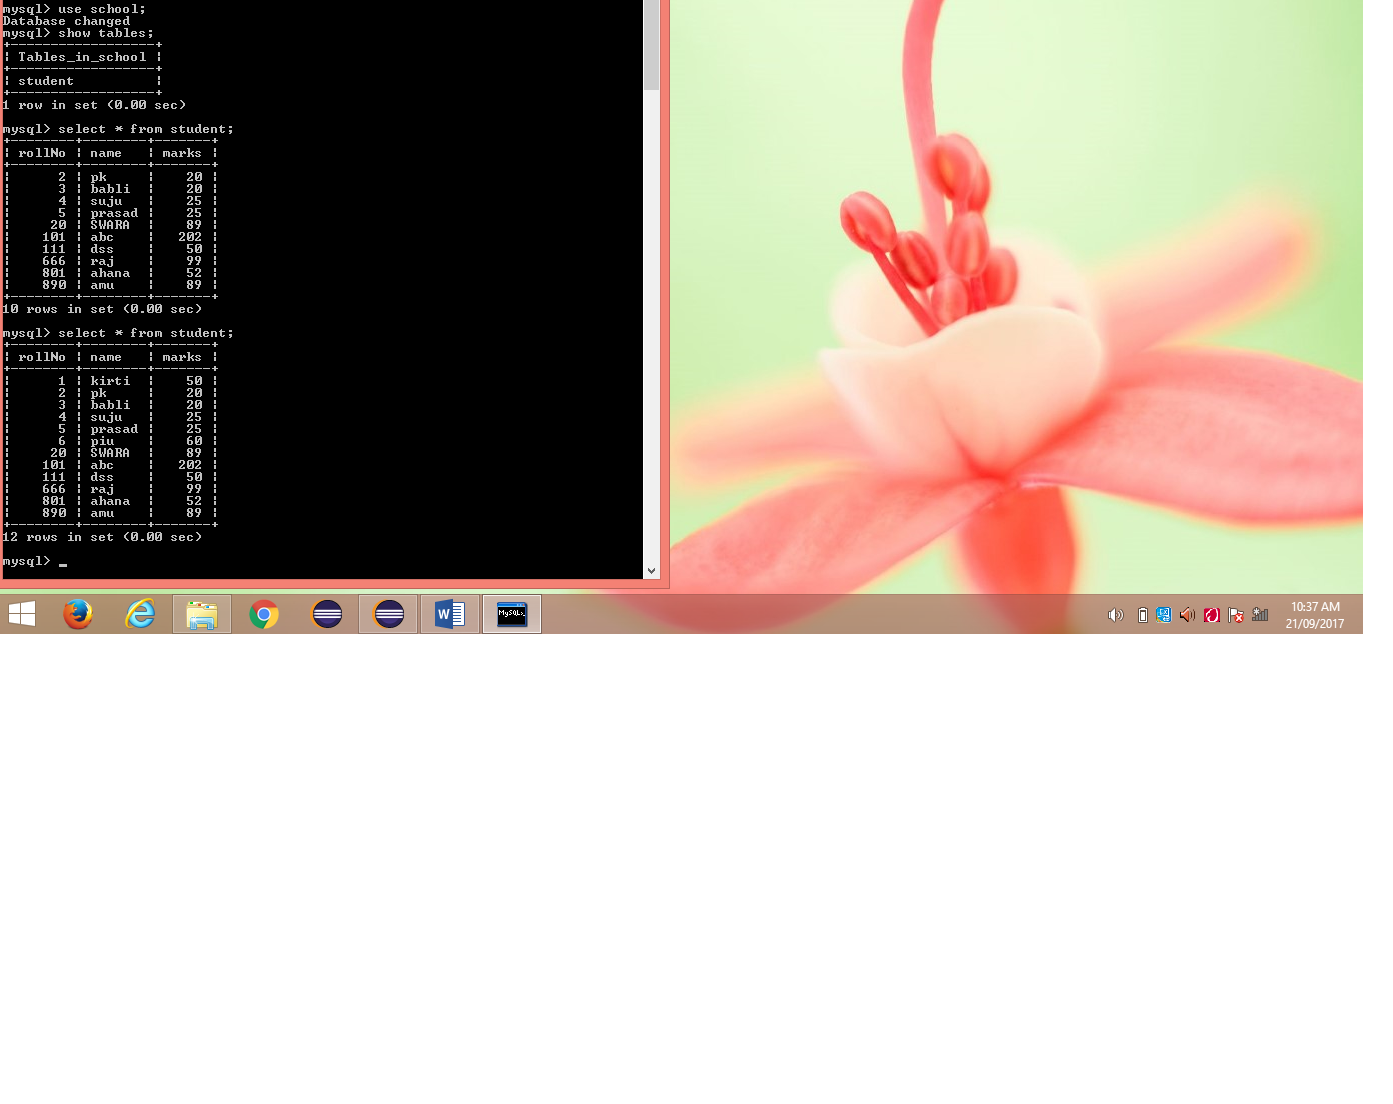 mysql> use school;
Database changed
mysql> show tables;
+------------------+
| Tables_in_school |
+------------------+
| student          |
+------------------+
1 row in set (0.00 sec)

mysql> select * from student;
+--------+--------+-------+
| rollNo | name   | marks |
+--------+--------+-------+
|      2 | pk     |    20 |
|      3 | babli  |    20 |
|      4 | suju   |    25 |
|      5 | prasad |    25 |
|     20 | SWARA  |    89 |
|    101 | abc    |   202 |
|    111 | dss    |    50 |
|    666 | raj    |    99 |
|    801 | ahana  |    52 |
|    890 | amu    |    89 |
+--------+--------+-------+
10 rows in set (0.00 sec)

mysql> select * from student;
+--------+--------+-------+
| rollNo | name   | marks |
+--------+--------+-------+
|      1 | kirti  |    50 |
|      2 | pk     |    20 |
|      3 | babli  |    20 |
|      4 | suju   |    25 |
|      5 | prasad |    25 |
|      6 | piu    |    60 |
|     20 | SWARA  |    89 |
|    101 | abc    |   202 |
|    111 | dss    |    50 |
|    666 | raj    |    99 |
|    801 | ahana  |    52 |
|    890 | amu    |    89 |
+--------+--------+-------+
12 rows in set (0.00 sec)

mysql> _
W
MySQL
10:37 AM
21/09/2017